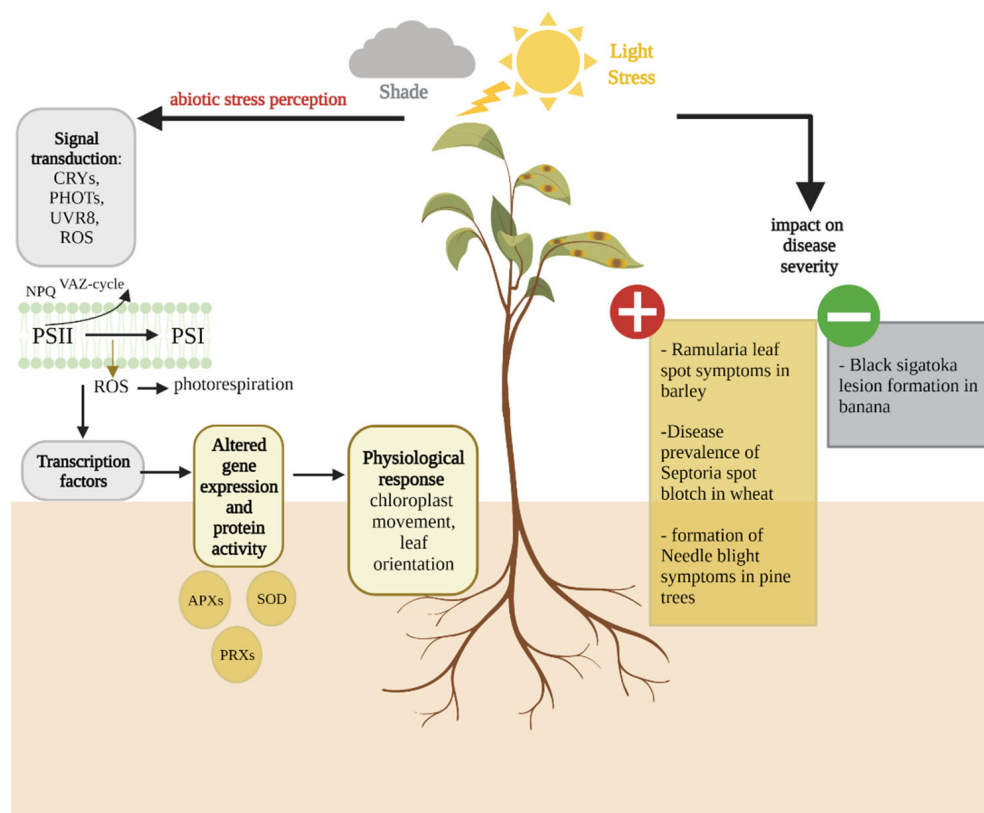 Light
Stress
Shade
abiotic stress perception
Signal
transduction:
CRYs,
PHOTs,
UVR8,
ROS
NPQ
VAZ-cycle
PSII
PSI
ROS
photorespiration
Transcription
factors
Altered
gene
expression
and
protein
activity
APXs
SOD
PRXs
Physiological
response
chloroplast
movement,
leaf
orientation
impact on
disease
severity
- Ramularia leaf
spot symptoms in
barley
-Disease
prevalence of
Septoria spot
blotch in wheat
- formation of
Needle blight
symptoms in pine
trees
- Black sigatoka
lesion formation in
banana